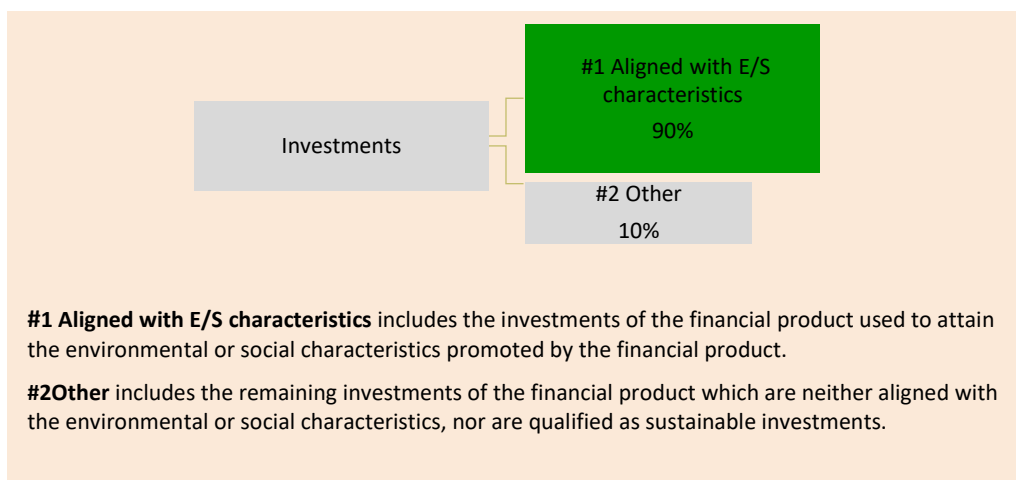 #1 Aligned with E/S
characteristics
90%
Investments
#2 Other
10%
#1 Aligned with E/S characteristics includes the investments of the financial product used to attain
the environmental or social characteristics promoted by the financial product.
#2Other includes the remaining investments of the financial product which are neither aligned with
the environmental or social characteristics, nor are qualified as sustainable investments.